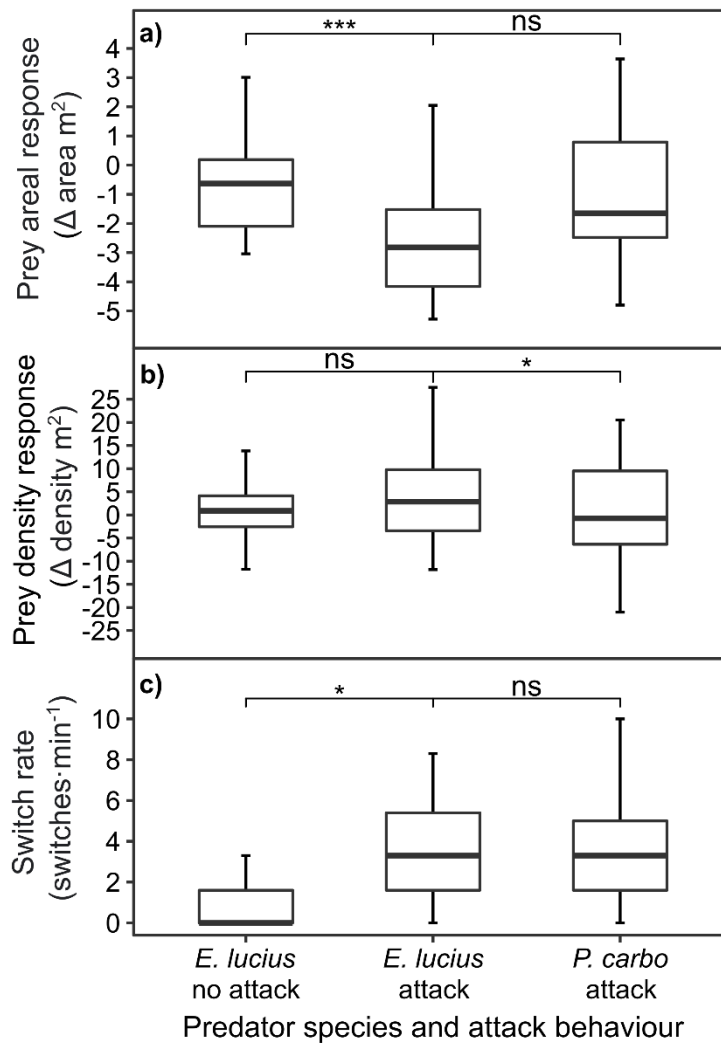 a)
***
ns
Prey areal response
(Δ area m²)
4
3
2
1
0
-1
-2
-3
-4
-5
b)
ns
*
Prey density response
(Δ density m²)
25
20
15
10
5
0
-5
-10
-15
-20
-25
c)
*
ns
Switch rate
(switches·min⁻¹)
10
8
6
4
2
0
E. lucius
no attack
E. lucius
attack
P. carbo
attack
Predator species and attack behaviour